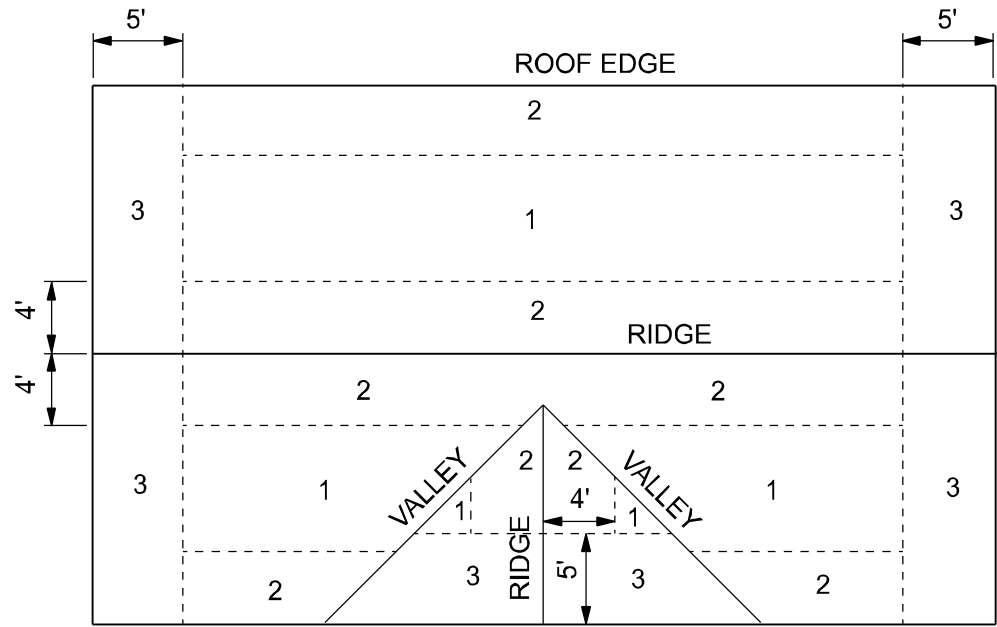 5' 5'
ROOF EDGE
2
3 1 3
4' 2
RIDGE
4' 2 2
3 1 VALLEY 2 2 VALLEY 1 3
4'
1 1
RIDGE
2 3 5' 3 2